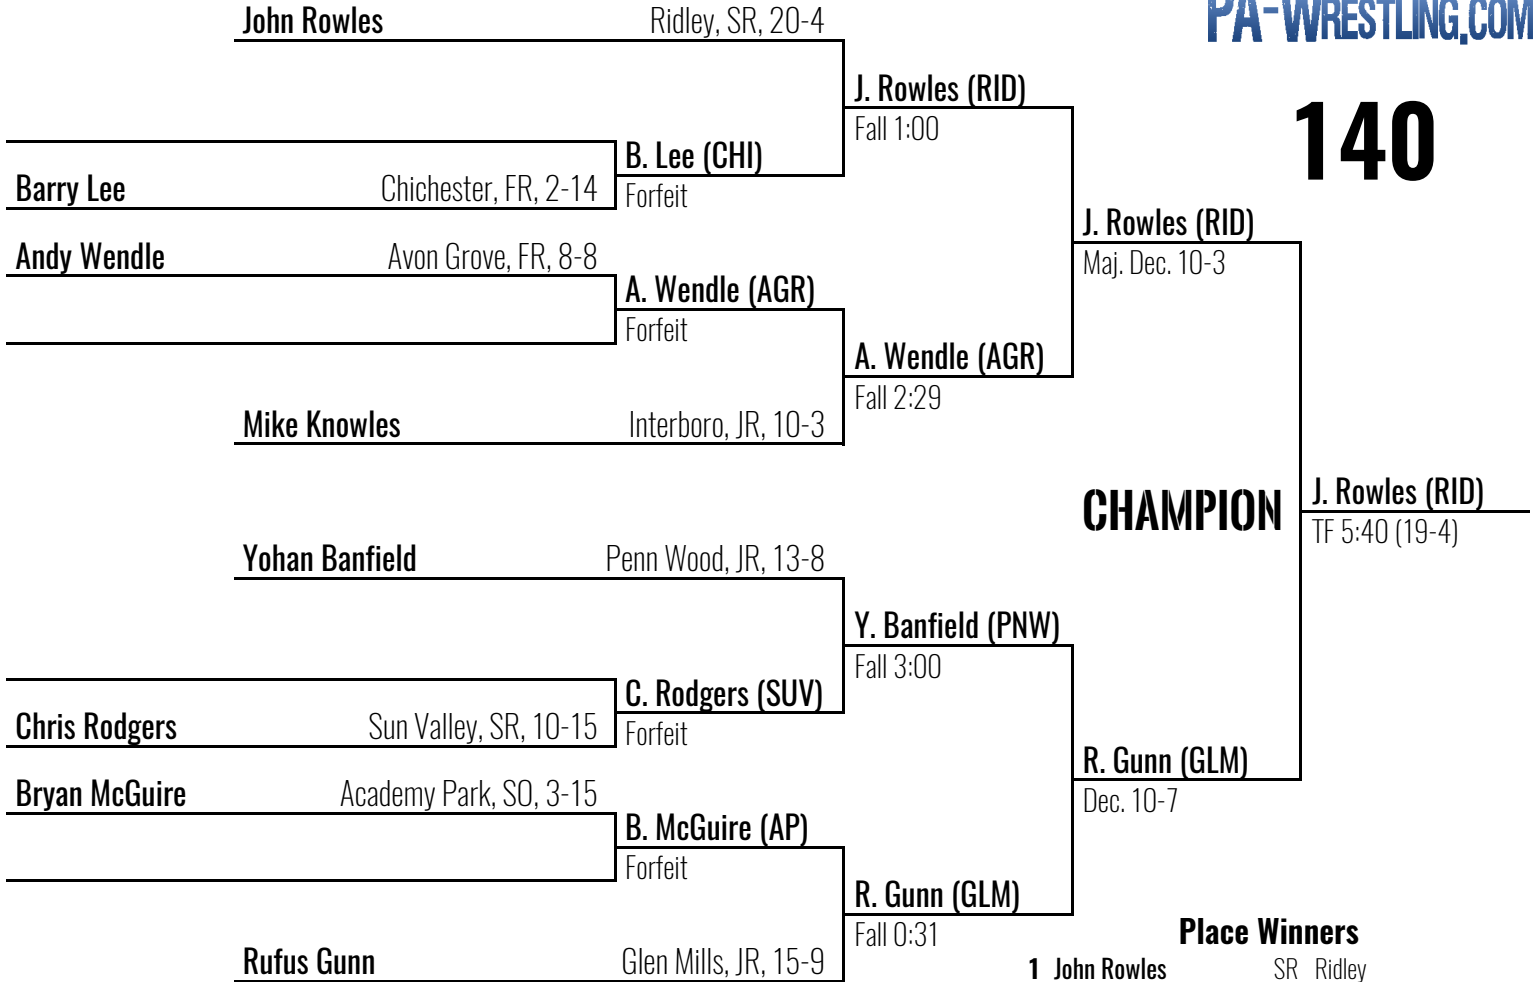 PA-WRESTLING.COM
140
John Rowles Ridley, SR, 20-4
J. Rowles (RID)
Fall 1:00
B. Lee (CHI)
Forfeit
Barry Lee Chichester, FR, 2-14
J. Rowles (RID)
Maj. Dec. 10-3
Andy Wendle Avon Grove, FR, 8-8
A. Wendle (AGR)
Forfeit
A. Wendle (AGR)
Fall 2:29
Mike Knowles Interboro, JR, 10-3
CHAMPION
J. Rowles (RID)
TF 5:40 (19-4)
Yohan Banfield Penn Wood, JR, 13-8
Y. Banfield (PNW)
Fall 3:00
C. Rodgers (SUV)
Forfeit
Chris Rodgers Sun Valley, SR, 10-15
R. Gunn (GLM)
Dec. 10-7
Bryan McGuire Academy Park, SO, 3-15
B. McGuire (AP)
Forfeit
R. Gunn (GLM)
Fall 0:31
Rufus Gunn Glen Mills, JR, 15-9
Place Winners
1 John Rowles SR Ridley